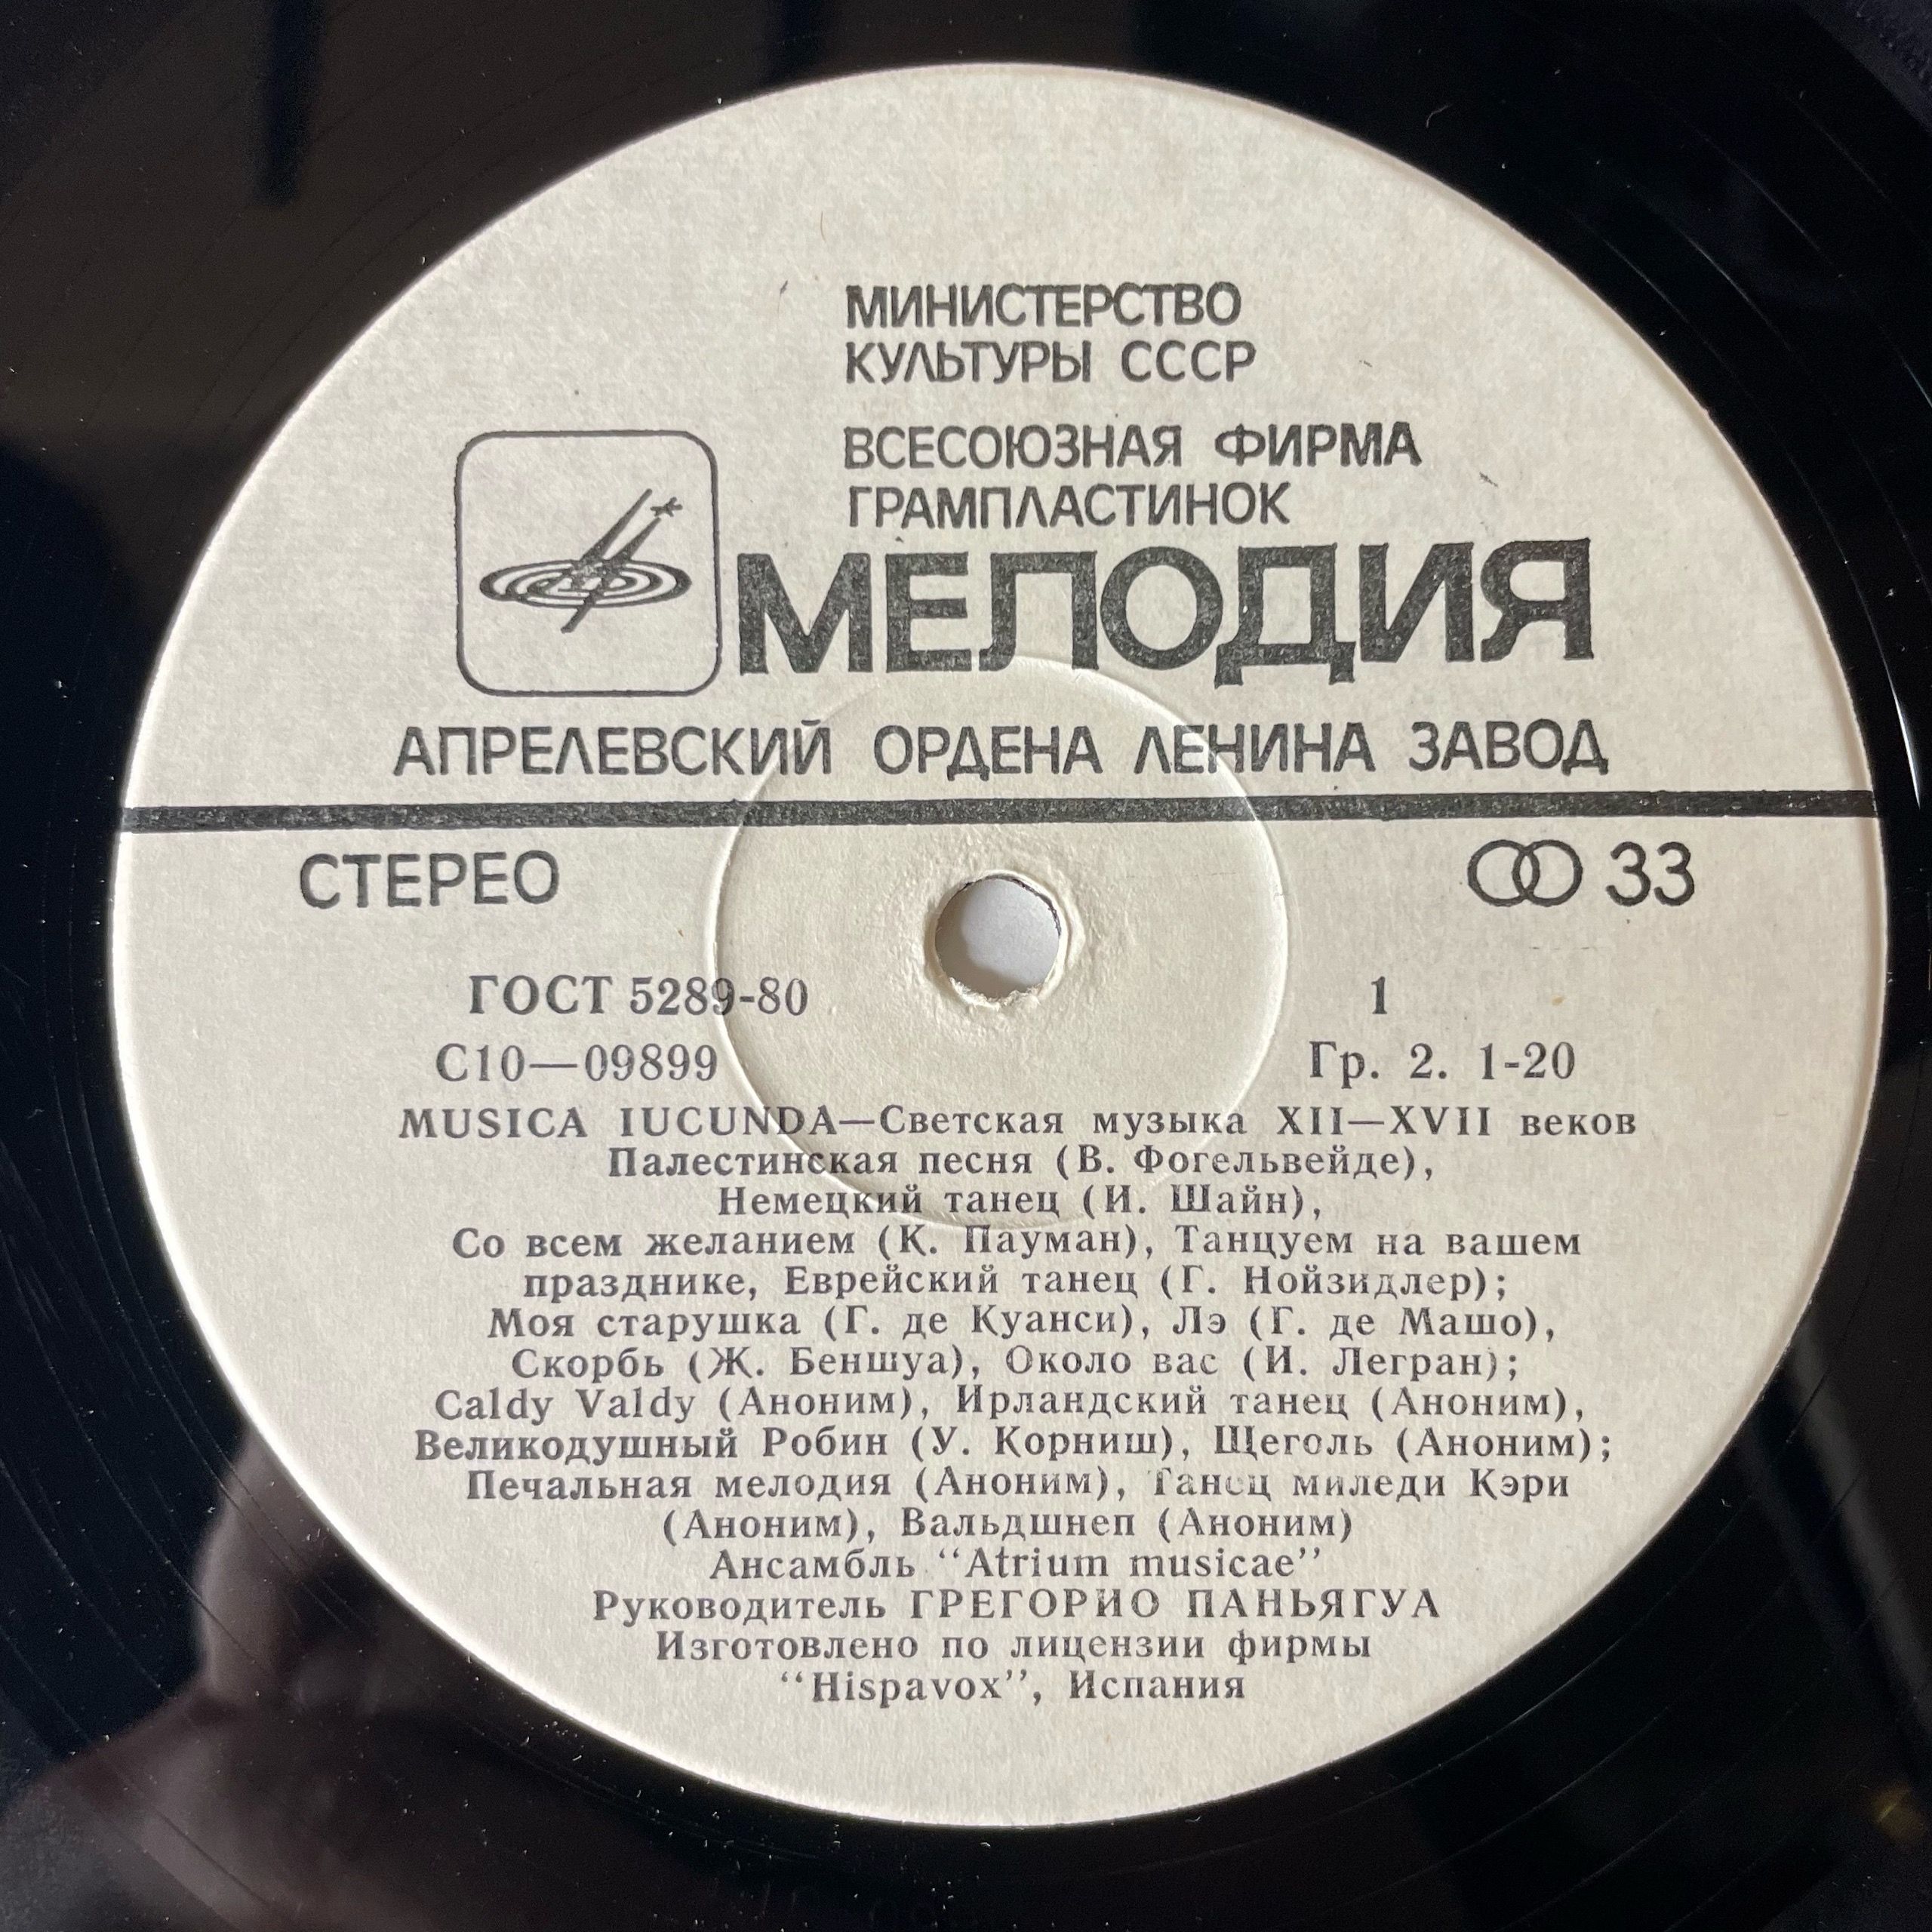 МИНИСТЕРСТВО
КУЛЬТУРЫ СССР
ВСЕСОЮЗНАЯ ФИРМА
ГРАМПЛАСТИНОК
МЕЛОДИЯ
АПРЕЛЕВСКИЙ ОРДЕНА ЛЕНИНА ЗАВОД
СТЕРЕО 33
ГОСТ 5289-80 1
С10—09899 Гр. 2. 1-20
MUSICA IUCUNDA—Светская музыка XII—XVII веков
Палестинская песня (В. Фогельвейде),
Немецкий танец (И. Шайн),
Со всем желанием (К. Пауман), Танцуем на вашем
празднике, Еврейский танец (Г. Нойзидлер);
Моя старушка (Г. де Куанси), Лэ (Г. де Машо),
Скорбь (Ж. Беншуа), Около вас (И. Легран);
Caldy Valdy (Аноним), Ирландский танец (Аноним),
Великодушный Робин (У. Корниш), Щеголь (Аноним);
Печальная мелодия (Аноним), Танец миледи Кэри
(Аноним), Вальдшнеп (Аноним)
Ансамбль “Atrium musicae”
Руководитель ГРЕГОРИО ПАНЬЯГУА
Изготовлено по лицензии фирмы
“Hispavox”, Испания